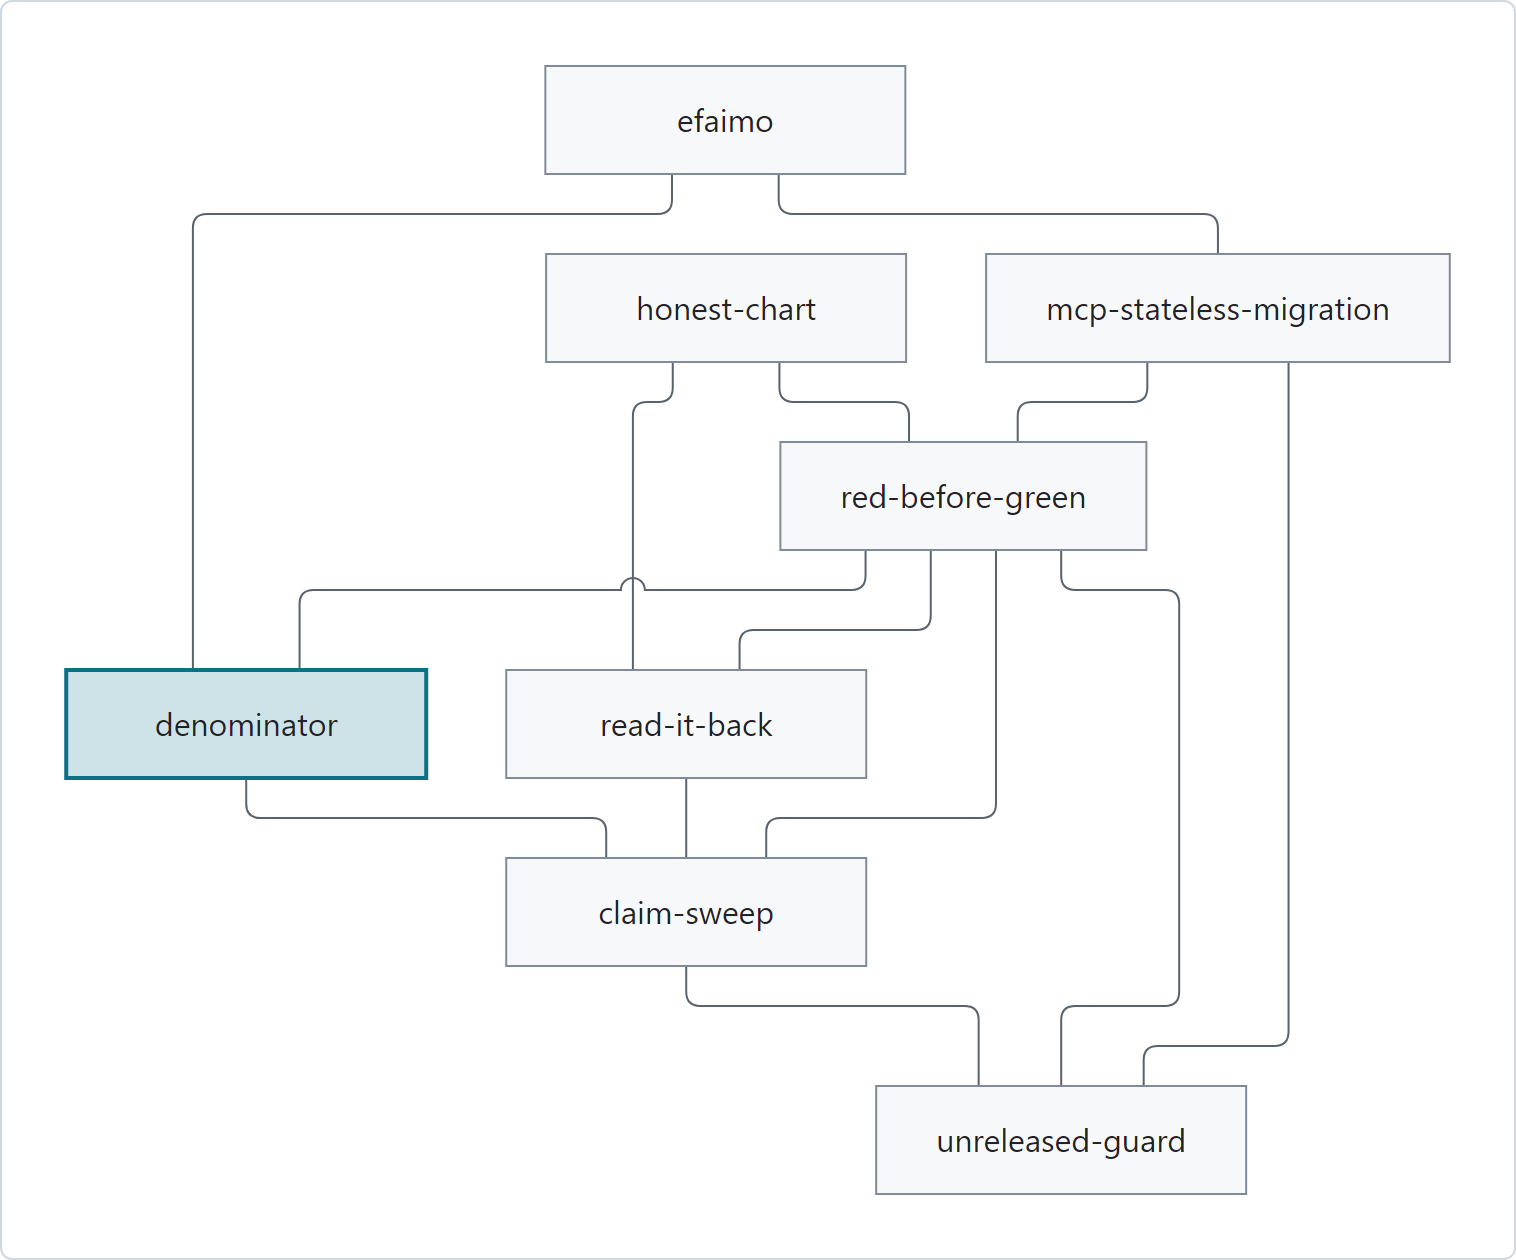 efaimo
honest-chart
mcp-stateless-migration
red-before-green
denominator
read-it-back
claim-sweep
unreleased-guard